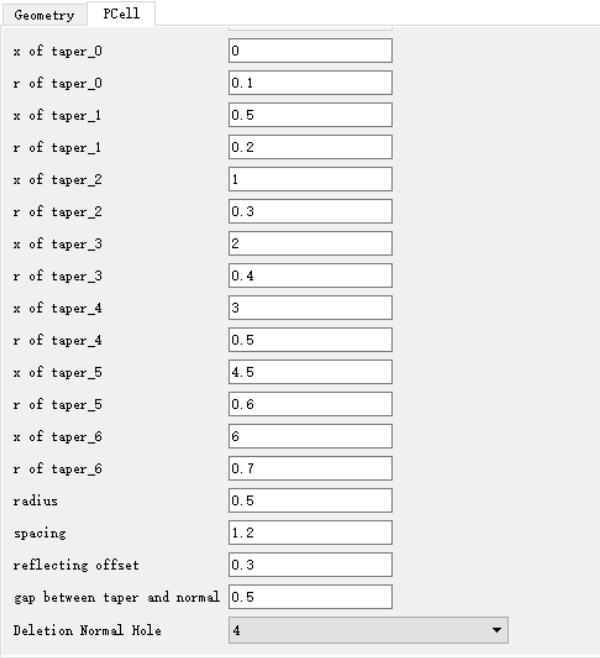 Geometry PCell
x of taper_0 0
r of taper_0 0.1
x of taper_1 0.5
r of taper_1 0.2
x of taper_2 1
r of taper_2 0.3
x of taper_3 2
r of taper_3 0.4
x of taper_4 3
r of taper_4 0.5
x of taper_5 4.5
r of taper_5 0.6
x of taper_6 6
r of taper_6 0.7
radius 0.5
spacing 1.2
reflecting offset 0.3
gap between taper and normal 0.5
Deletion Normal Hole 4